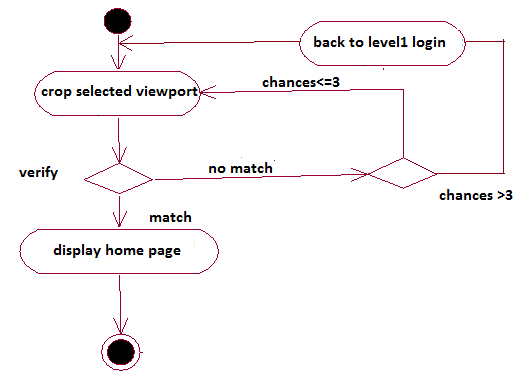 back to level1 login
chances<=3
crop selected viewport
verify
no match
chances >3
match
display home page